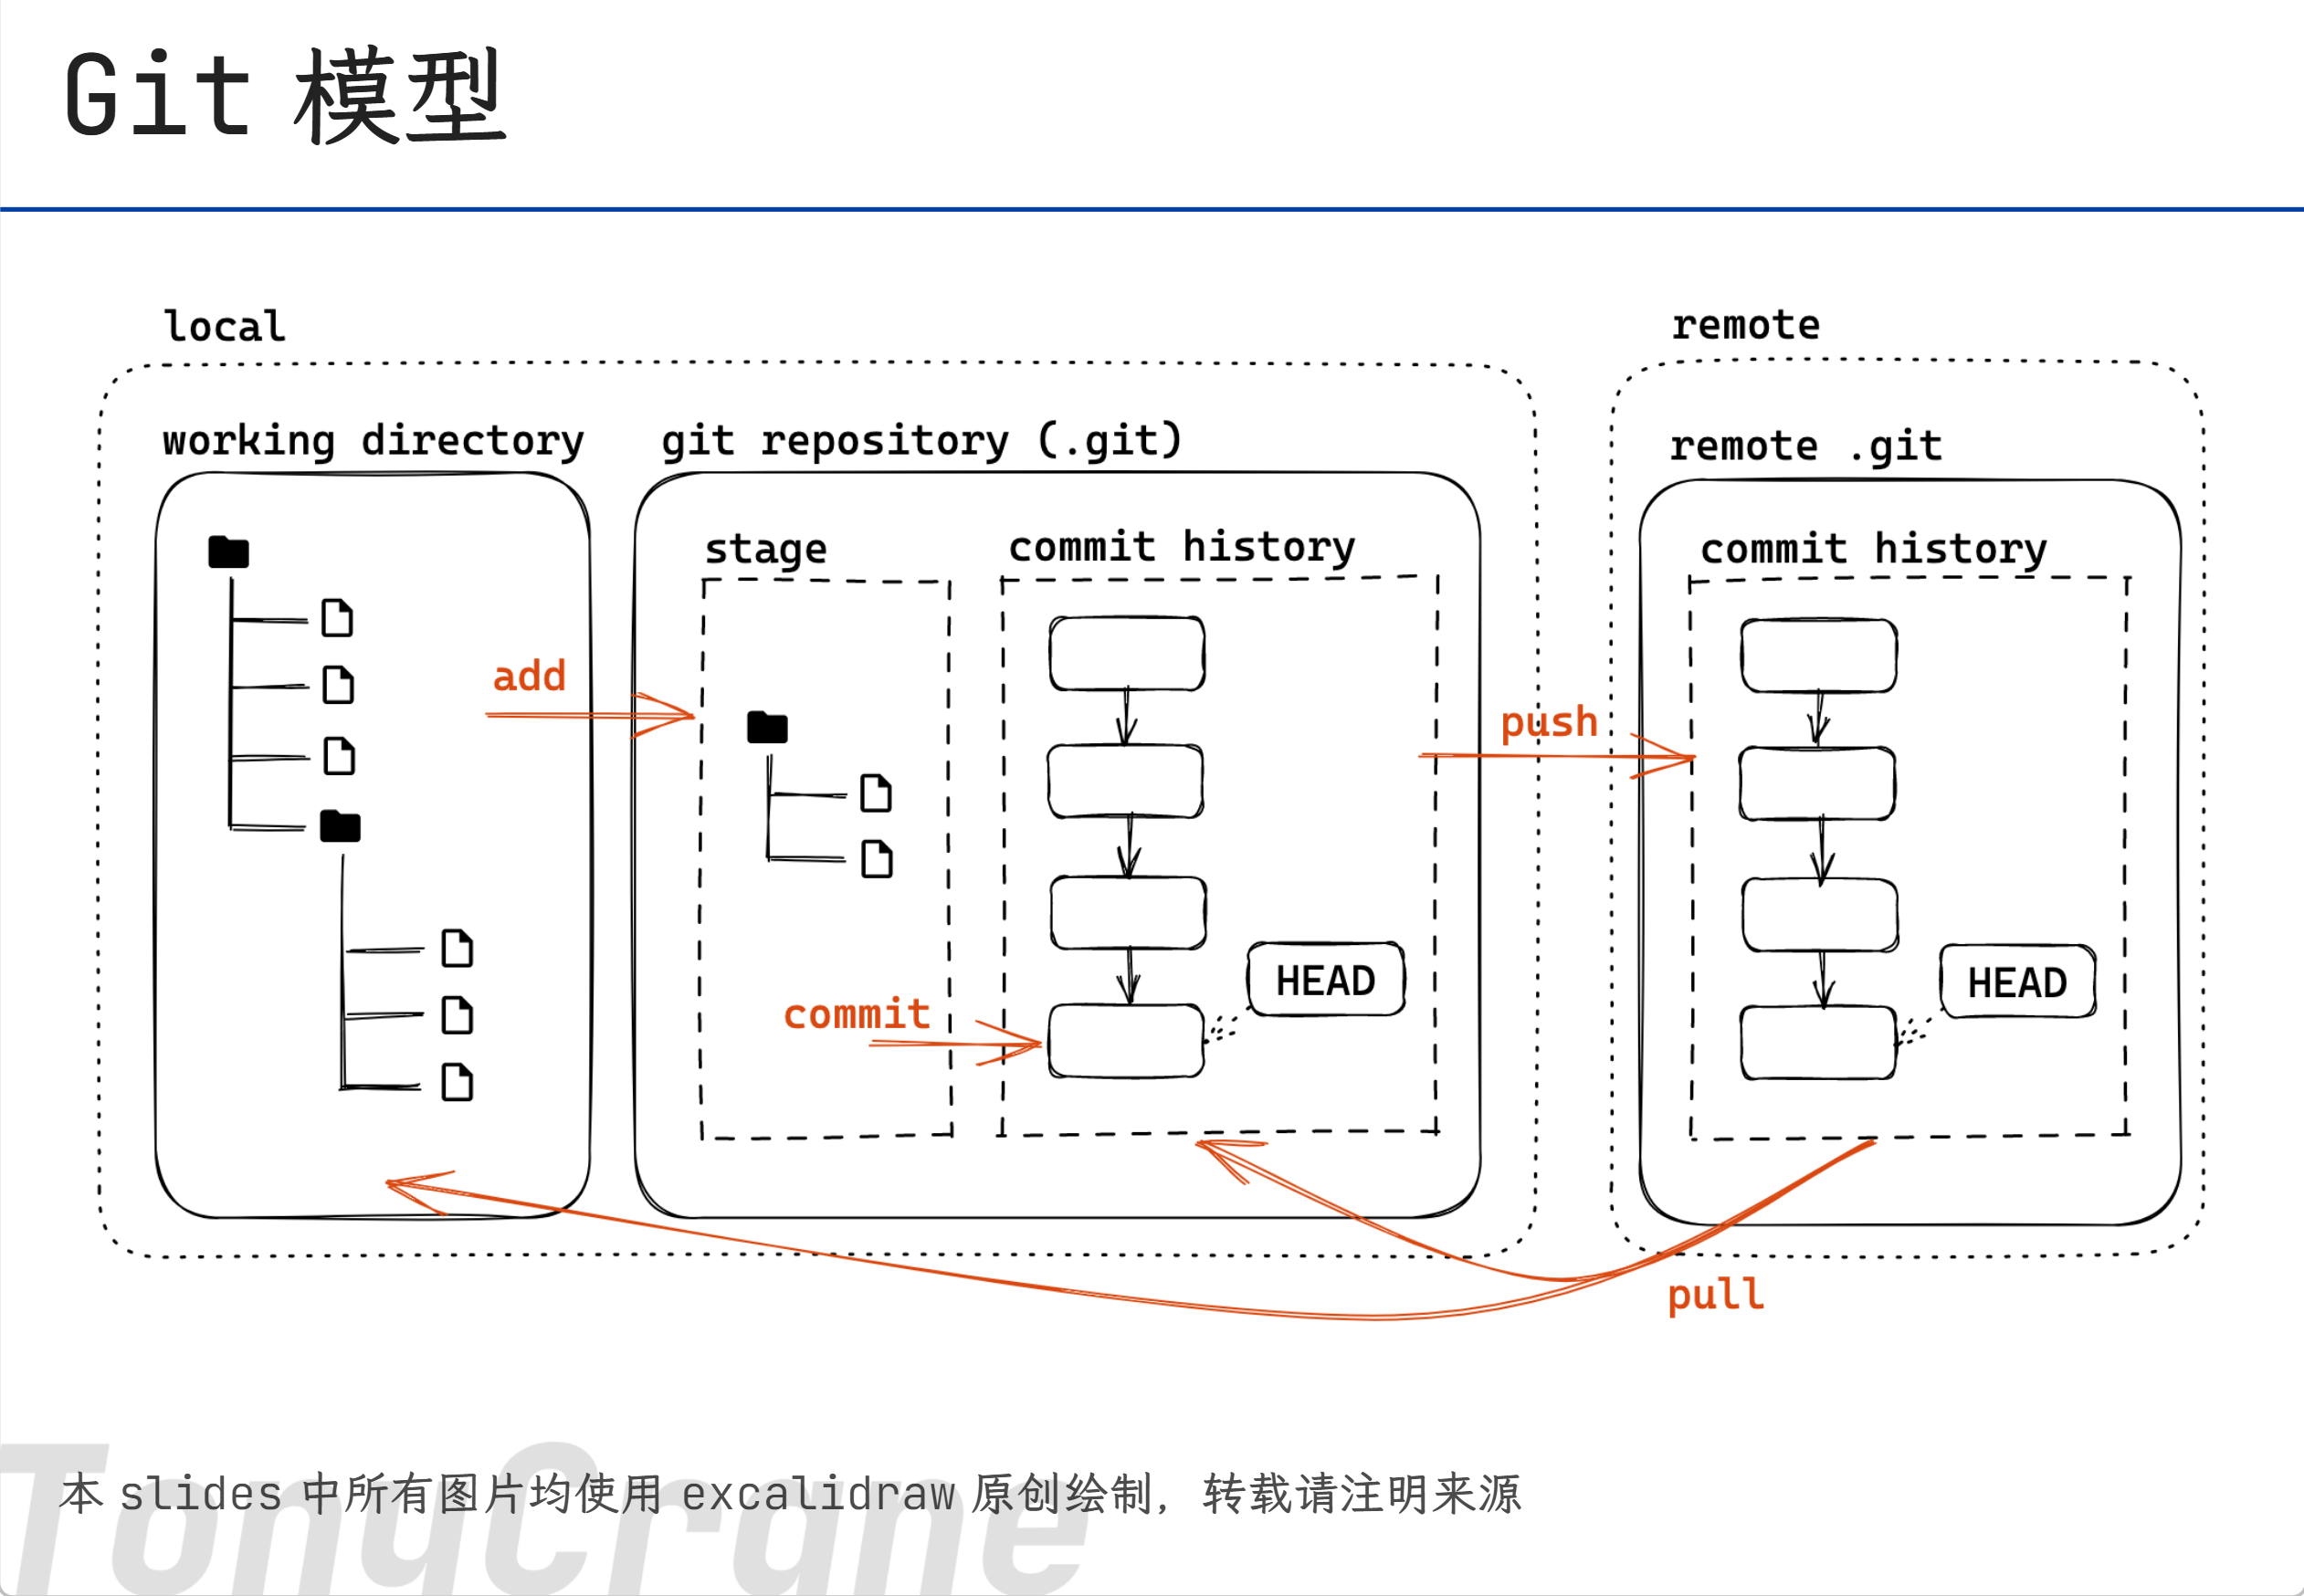 Git 模型
local
remote
working directory
git repository (.git)
remote .git
stage
commit history
commit history
add
push
HEAD
HEAD
commit
pull
本 slides 中所有图片均使用 excalidraw 原创绘制，转载请注明来源
TonyCrane